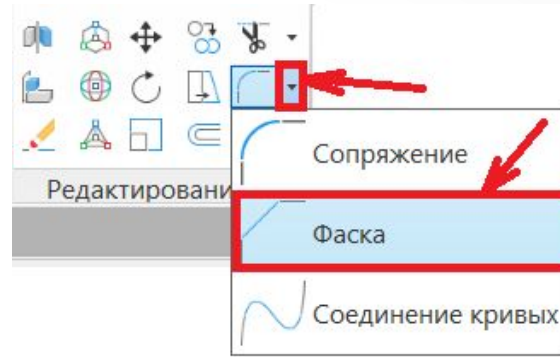 Сопряжение
Редактировани
Фаска
Соединение кривых